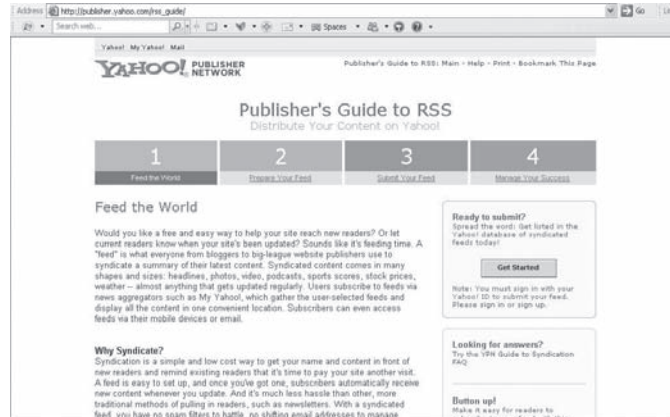 Address http://publisher.yahoo.com/rss_guide/ Go
Search web... Spaces
Yahoo! My Yahoo! Mail
YAHOO! PUBLISHER NETWORK
Publisher's Guide to RSS: Main - Help - Print - Bookmark This Page
Publisher's Guide to RSS
Distribute Your Content on Yahoo!
1 2 3 4
Feed the World Prepare Your Feed Submit Your Feed Manage Your Success
Feed the World
Would you like a free and easy way to help your site reach new readers? Or let
current readers know when your site's been updated? Sounds like it's feeding time. A
"feed" is what everyone from bloggers to big-league website publishers use to
syndicate a summary of their latest content. Syndicated content comes in many
shapes and sizes: headlines, photos, video, podcasts, sports scores, stock prices,
weather -- almost anything that gets updated regularly. Users subscribe to feeds via
news aggregators such as My Yahoo!, which gather the user-selected feeds and
display all the content in one convenient location. Subscribers can even access
feeds via their mobile devices or email.
Why Syndicate?
Syndication is a simple and low cost way to get your name and content in front of
new readers and remind existing readers that it's time to pay your site another visit.
A feed is easy to set up, and once you've got one, subscribers automatically receive
new content whenever you update. And it's much less hassle than other, more
traditional methods of pulling in readers, such as newsletters. With a syndicated
feed, you have no spam filters to battle, no shifting email addresses to manage
Ready to submit?
Spread the word: Get listed in the
Yahoo! database of syndicated
feeds today!
Get Started
Note: You must sign in with your
Yahoo! ID to submit your feed.
Please sign in or sign up.
Looking for answers?
Try the YPN Guide to Syndication
FAQ
Button up!
Make it easy for readers to